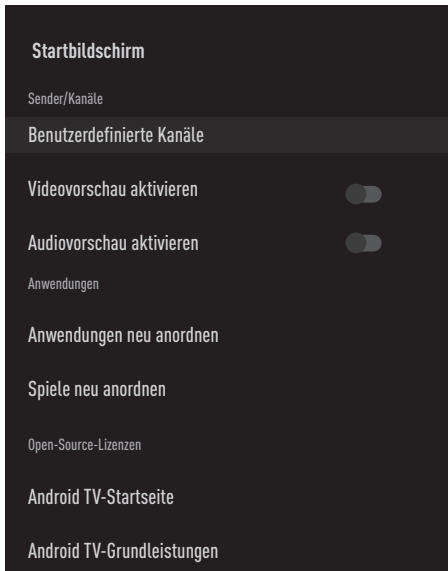 Startbildschirm
Sender/Kanäle
Benutzerdefinierte Kanäle
Videovorschau aktivieren
Audiovorschau aktivieren
Anwendungen
Anwendungen neu anordnen
Spiele neu anordnen
Open-Source-Lizenzen
Android TV-Startseite
Android TV-Grundleistungen